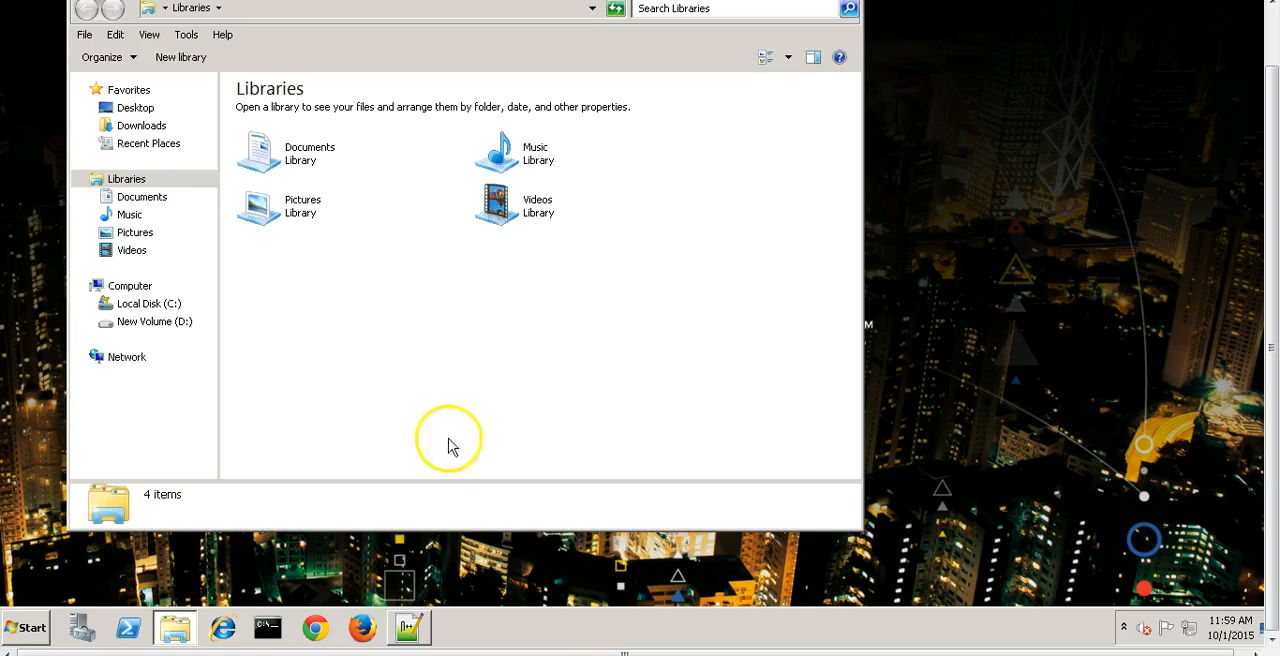 Libraries
Search Libraries
File Edit View Tools Help
Organize New library
Favorites
Desktop
Downloads
Recent Places
Libraries
Documents
Music
Pictures
Videos
Computer
Local Disk (C:)
New Volume (D:)
Network
Libraries
Open a library to see your files and arrange them by folder, date, and other properties.
Documents
Library
Music
Library
Pictures
Library
Videos
Library
4 items
M
Start
C:\
11:59 AM
10/1/2015